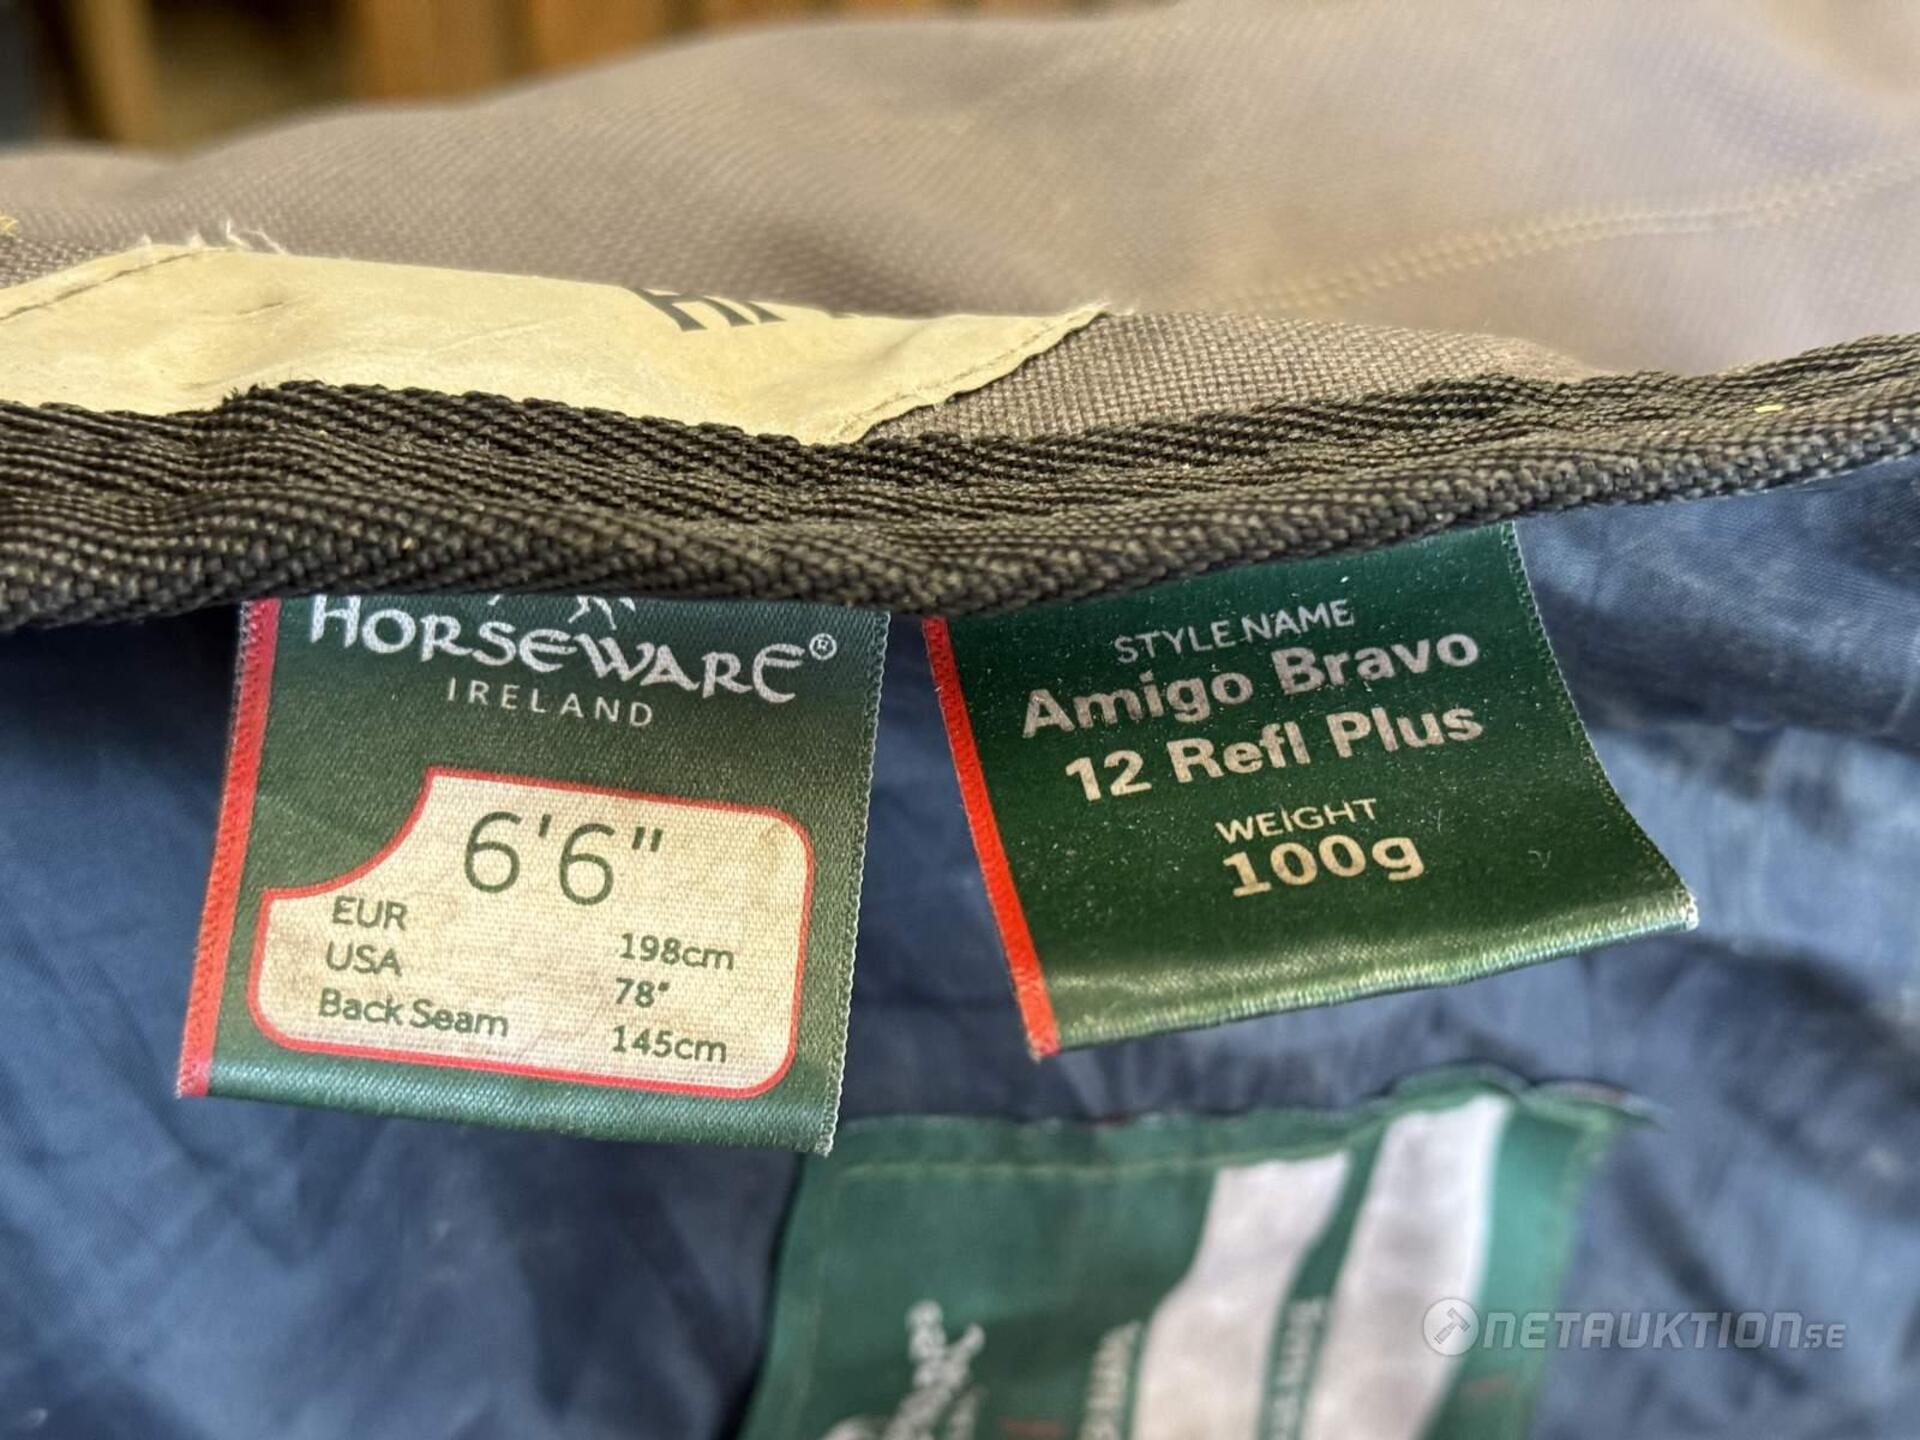 HORSEWARE®
IRELAND
6'6"
EUR 198cm
USA 78"
Back Seam 145cm
STYLE NAME
Amigo Bravo
12 Refl Plus
WEIGHT
100g
NETAUKTION.SE